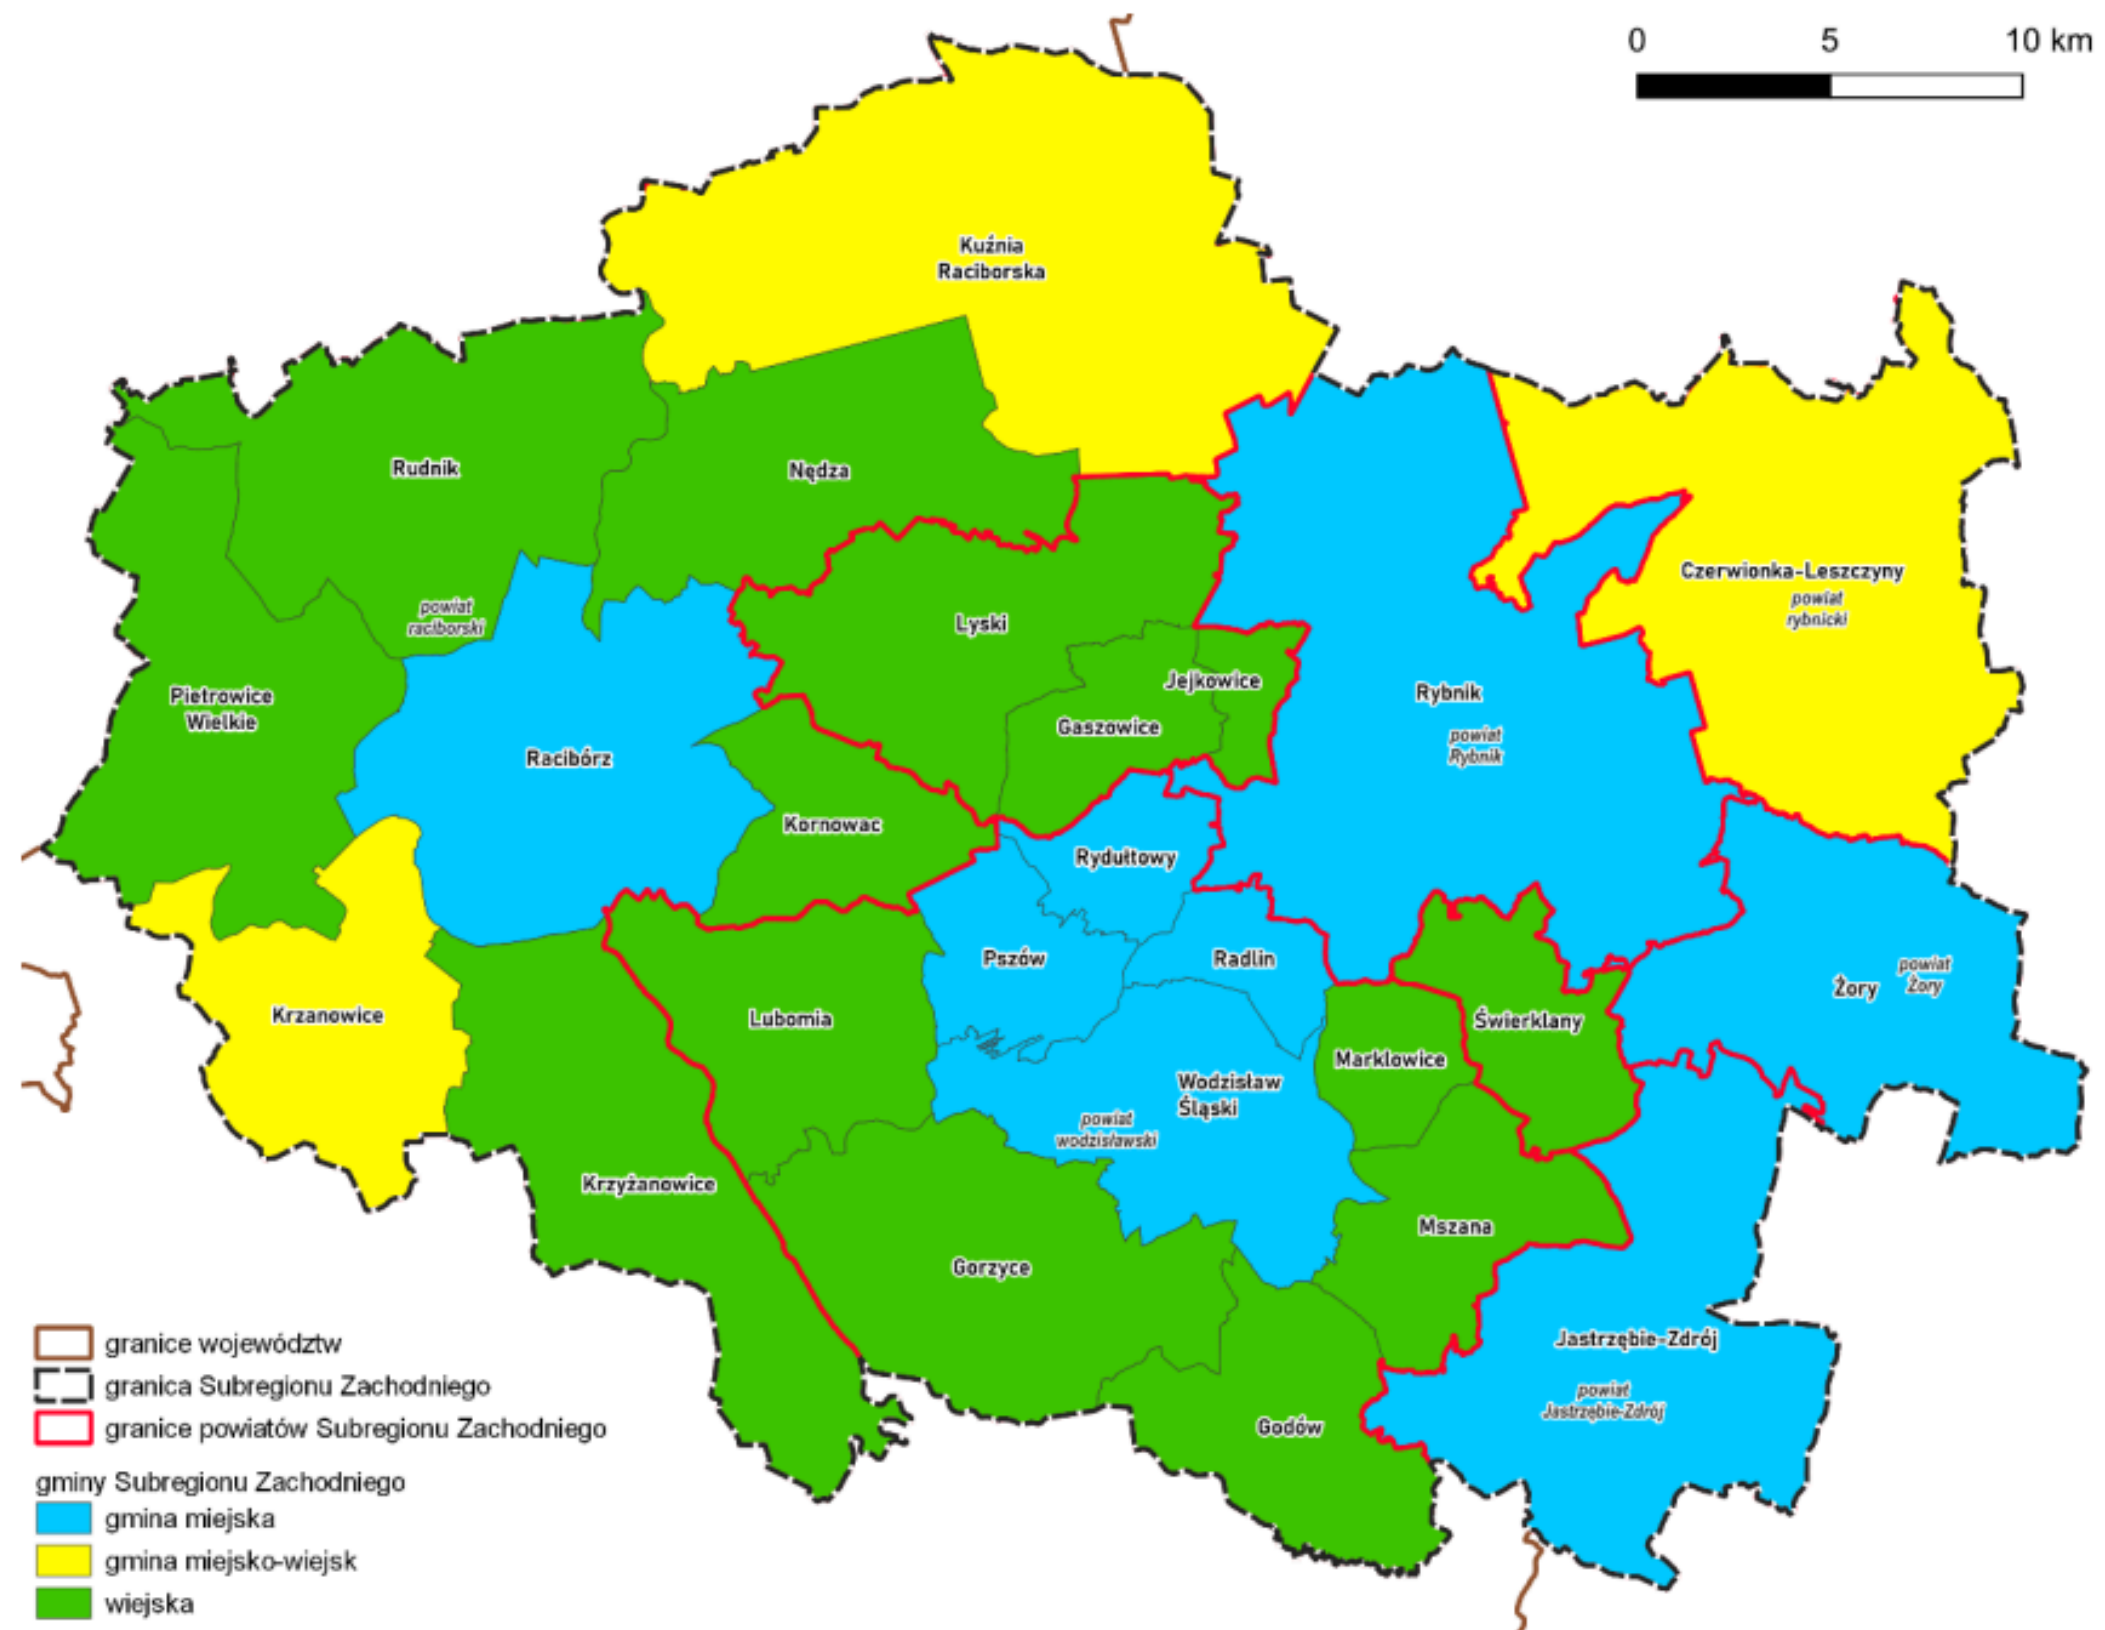 0 5 10 km
Kuźnia
Raciborska
Rudnik
Nędza
Czerwionka-Leszczyny
powiat
rybnicki
powiat
raciborski
Lyski
Jejkowice
Pietrowice
Wielkie
Rybnik
powiat
Rybnik
Gaszowice
Racibórz
Kornowac
Rydułtowy
Pszów
Radlin
Żory
powiat
Żory
Krzanowice
Lubomia
Świerklany
Marklowice
Wodzisław
Śląski
powiat
wodzisławski
Krzyżanowice
Mszana
Gorzyce
Jastrzębie-Zdrój
powiat
Jastrzębie-Zdrój
Godów
granice województw
granica Subregionu Zachodniego
granice powiatów Subregionu Zachodniego
gminy Subregionu Zachodniego
gmina miejska
gmina miejsko-wiejsk
wiejska